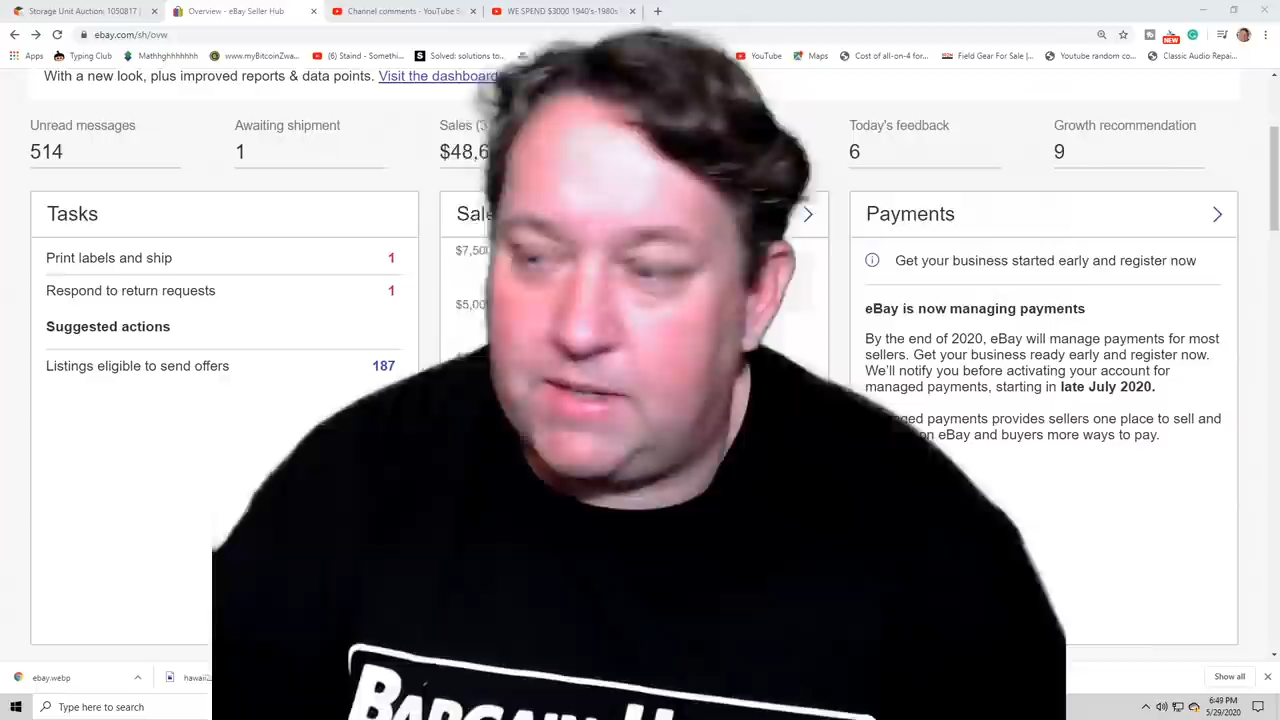 Storage Unit Auction: 1050817
Overview - eBay Seller Hub
Channel comments - YouTube S
WE SPEND $3000 1940's-1980s
ebay.com/sh/ovw
NEW
Apps
Typing Club
Mathhghhhhhhh
www.myBitcoinZwa...
(6) Staind - Somethi...
Solved: solutions to...
YouTube
Maps
Cost of all-on-4 for...
Field Gear For Sale |...
Youtube random co...
Classic Audio Repai...
With a new look, plus improved reports & data points. Visit the dashboard
Unread messages
514
Awaiting shipment
1
Sales (3
$48,6
Today's feedback
6
Growth recommendation
9
Tasks
Print labels and ship 1
Respond to return requests 1
Suggested actions
Listings eligible to send offers 187
Sale
$7,500
$5,00
Payments
Get your business started early and register now
eBay is now managing payments
By the end of 2020, eBay will manage payments for most
sellers. Get your business ready early and register now.
We'll notify you before activating your account for
managed payments, starting in late July 2020.
ged payments provides sellers one place to sell and
on eBay and buyers more ways to pay.
BARGAIN H
ebay.webp
Show all
Type here to search
6:49 PM
5/29/2020